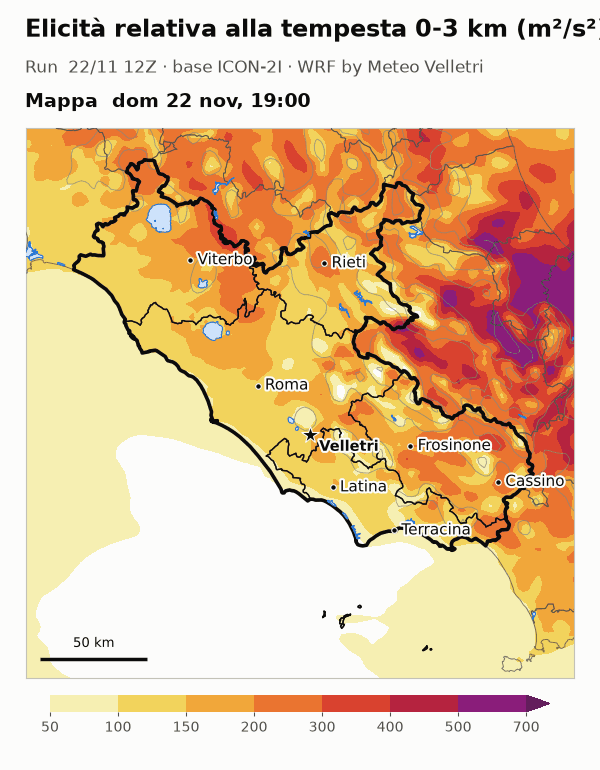 Elicità relativa alla tempesta 0-3 km (m²/s²)
Run 22/11 12Z · base ICON-2I · WRF by Meteo Velletri
Mappa dom 22 nov, 19:00
Viterbo
Rieti
Roma
Velletri
Frosinone
Latina
Cassino
Terracina
50 km
50 100 150 200 300 400 500 700